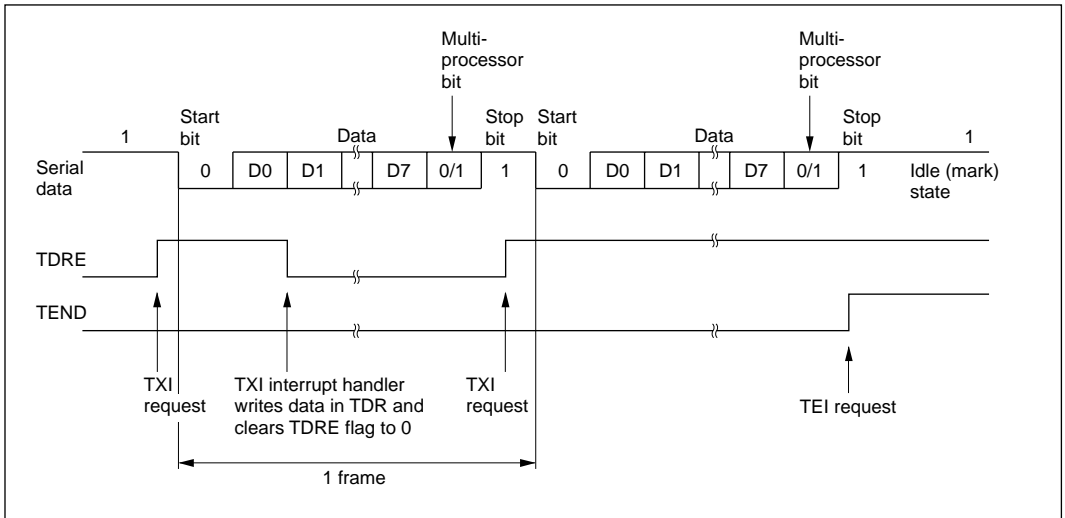 Multi-
processor
bit
Multi-
processor
bit
1
Start
bit
Data
Stop
bit
Start
bit
Data
Stop
bit
1
Serial
data
0 D0 D1 D7 0/1 1 0 D0 D1 D7 0/1 1
Idle (mark)
state
TDRE
TEND
TXI
request
TXI interrupt handler
writes data in TDR and
clears TDRE flag to 0
TXI
request
TEI request
1 frame